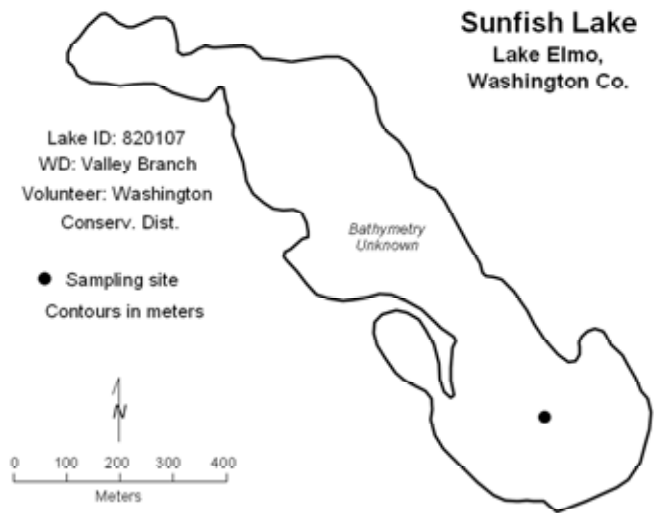 Sunfish Lake
Lake Elmo,
Washington Co.
Lake ID: 820107
WD: Valley Branch
Volunteer: Washington
Conserv. Dist.
Bathymetry
Unknown
Sampling site
Contours in meters
N
0 100 200 300 400
Meters